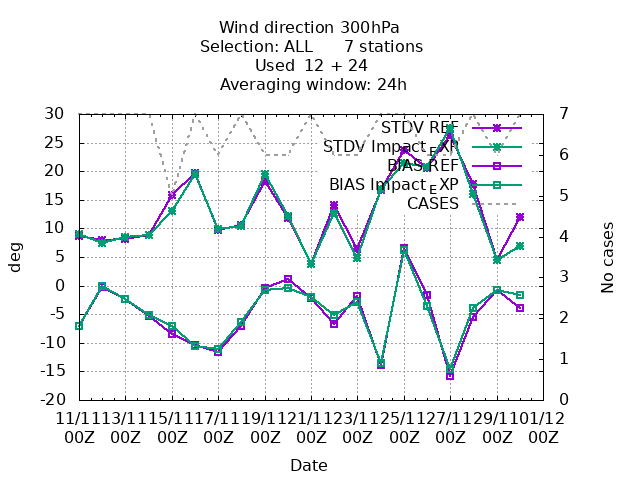 Wind direction 300hPa
Selection: ALL 7 stations
Used 12 + 24
Averaging window: 24h
30 7
STDV REF
25
STDV Impact_EXP
6
20
BIAS REF
BIAS Impact_EXP
15 5
CASES
10 4
5
deg
No cases
0 3
-5 2
-10
1
-15
-20 0
11/11 13/11 15/11 17/11 19/11 21/11 23/11 25/11 27/11 29/11 01/12
00Z 00Z 00Z 00Z 00Z 00Z 00Z 00Z 00Z 00Z 00Z
Date